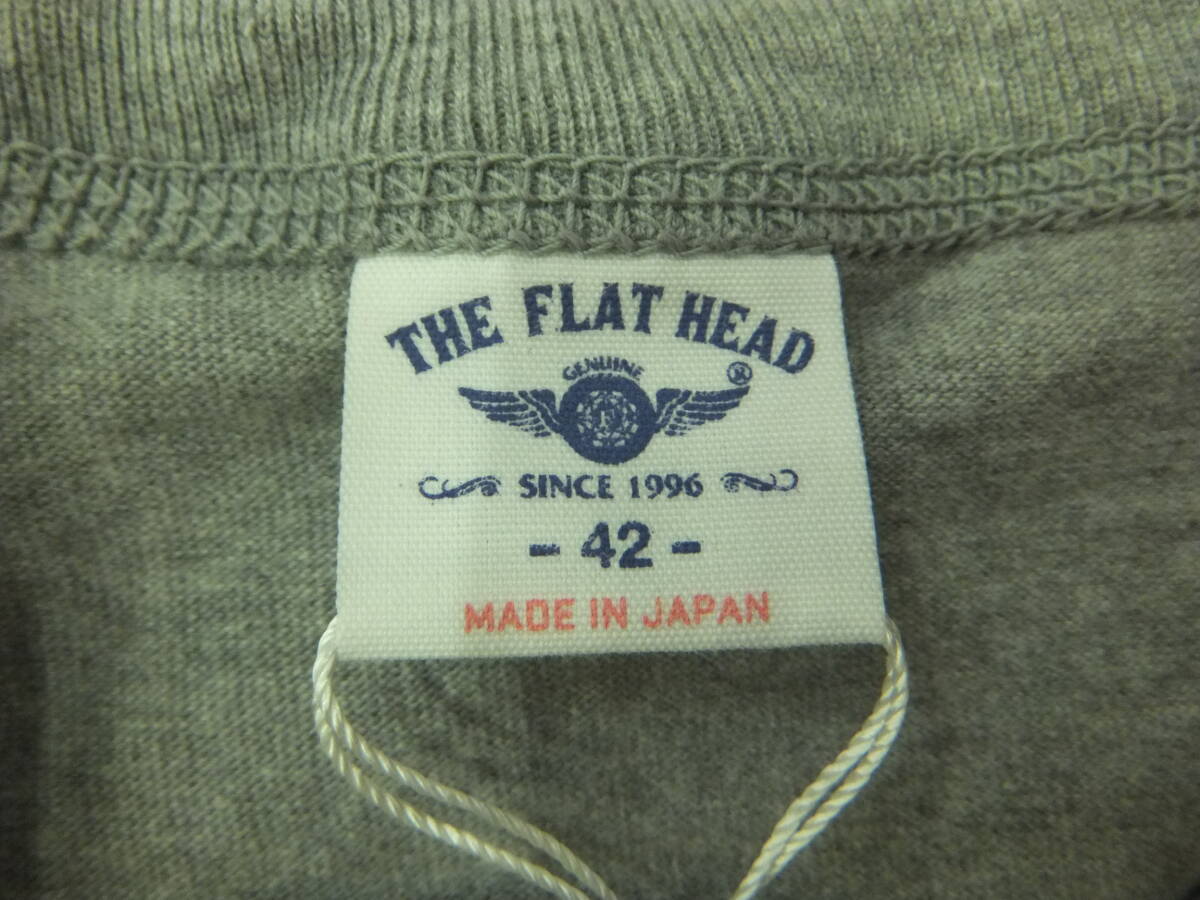 THE FLAT HEAD
GENUINE
®
SINCE 1996
- 42 -
MADE IN JAPAN